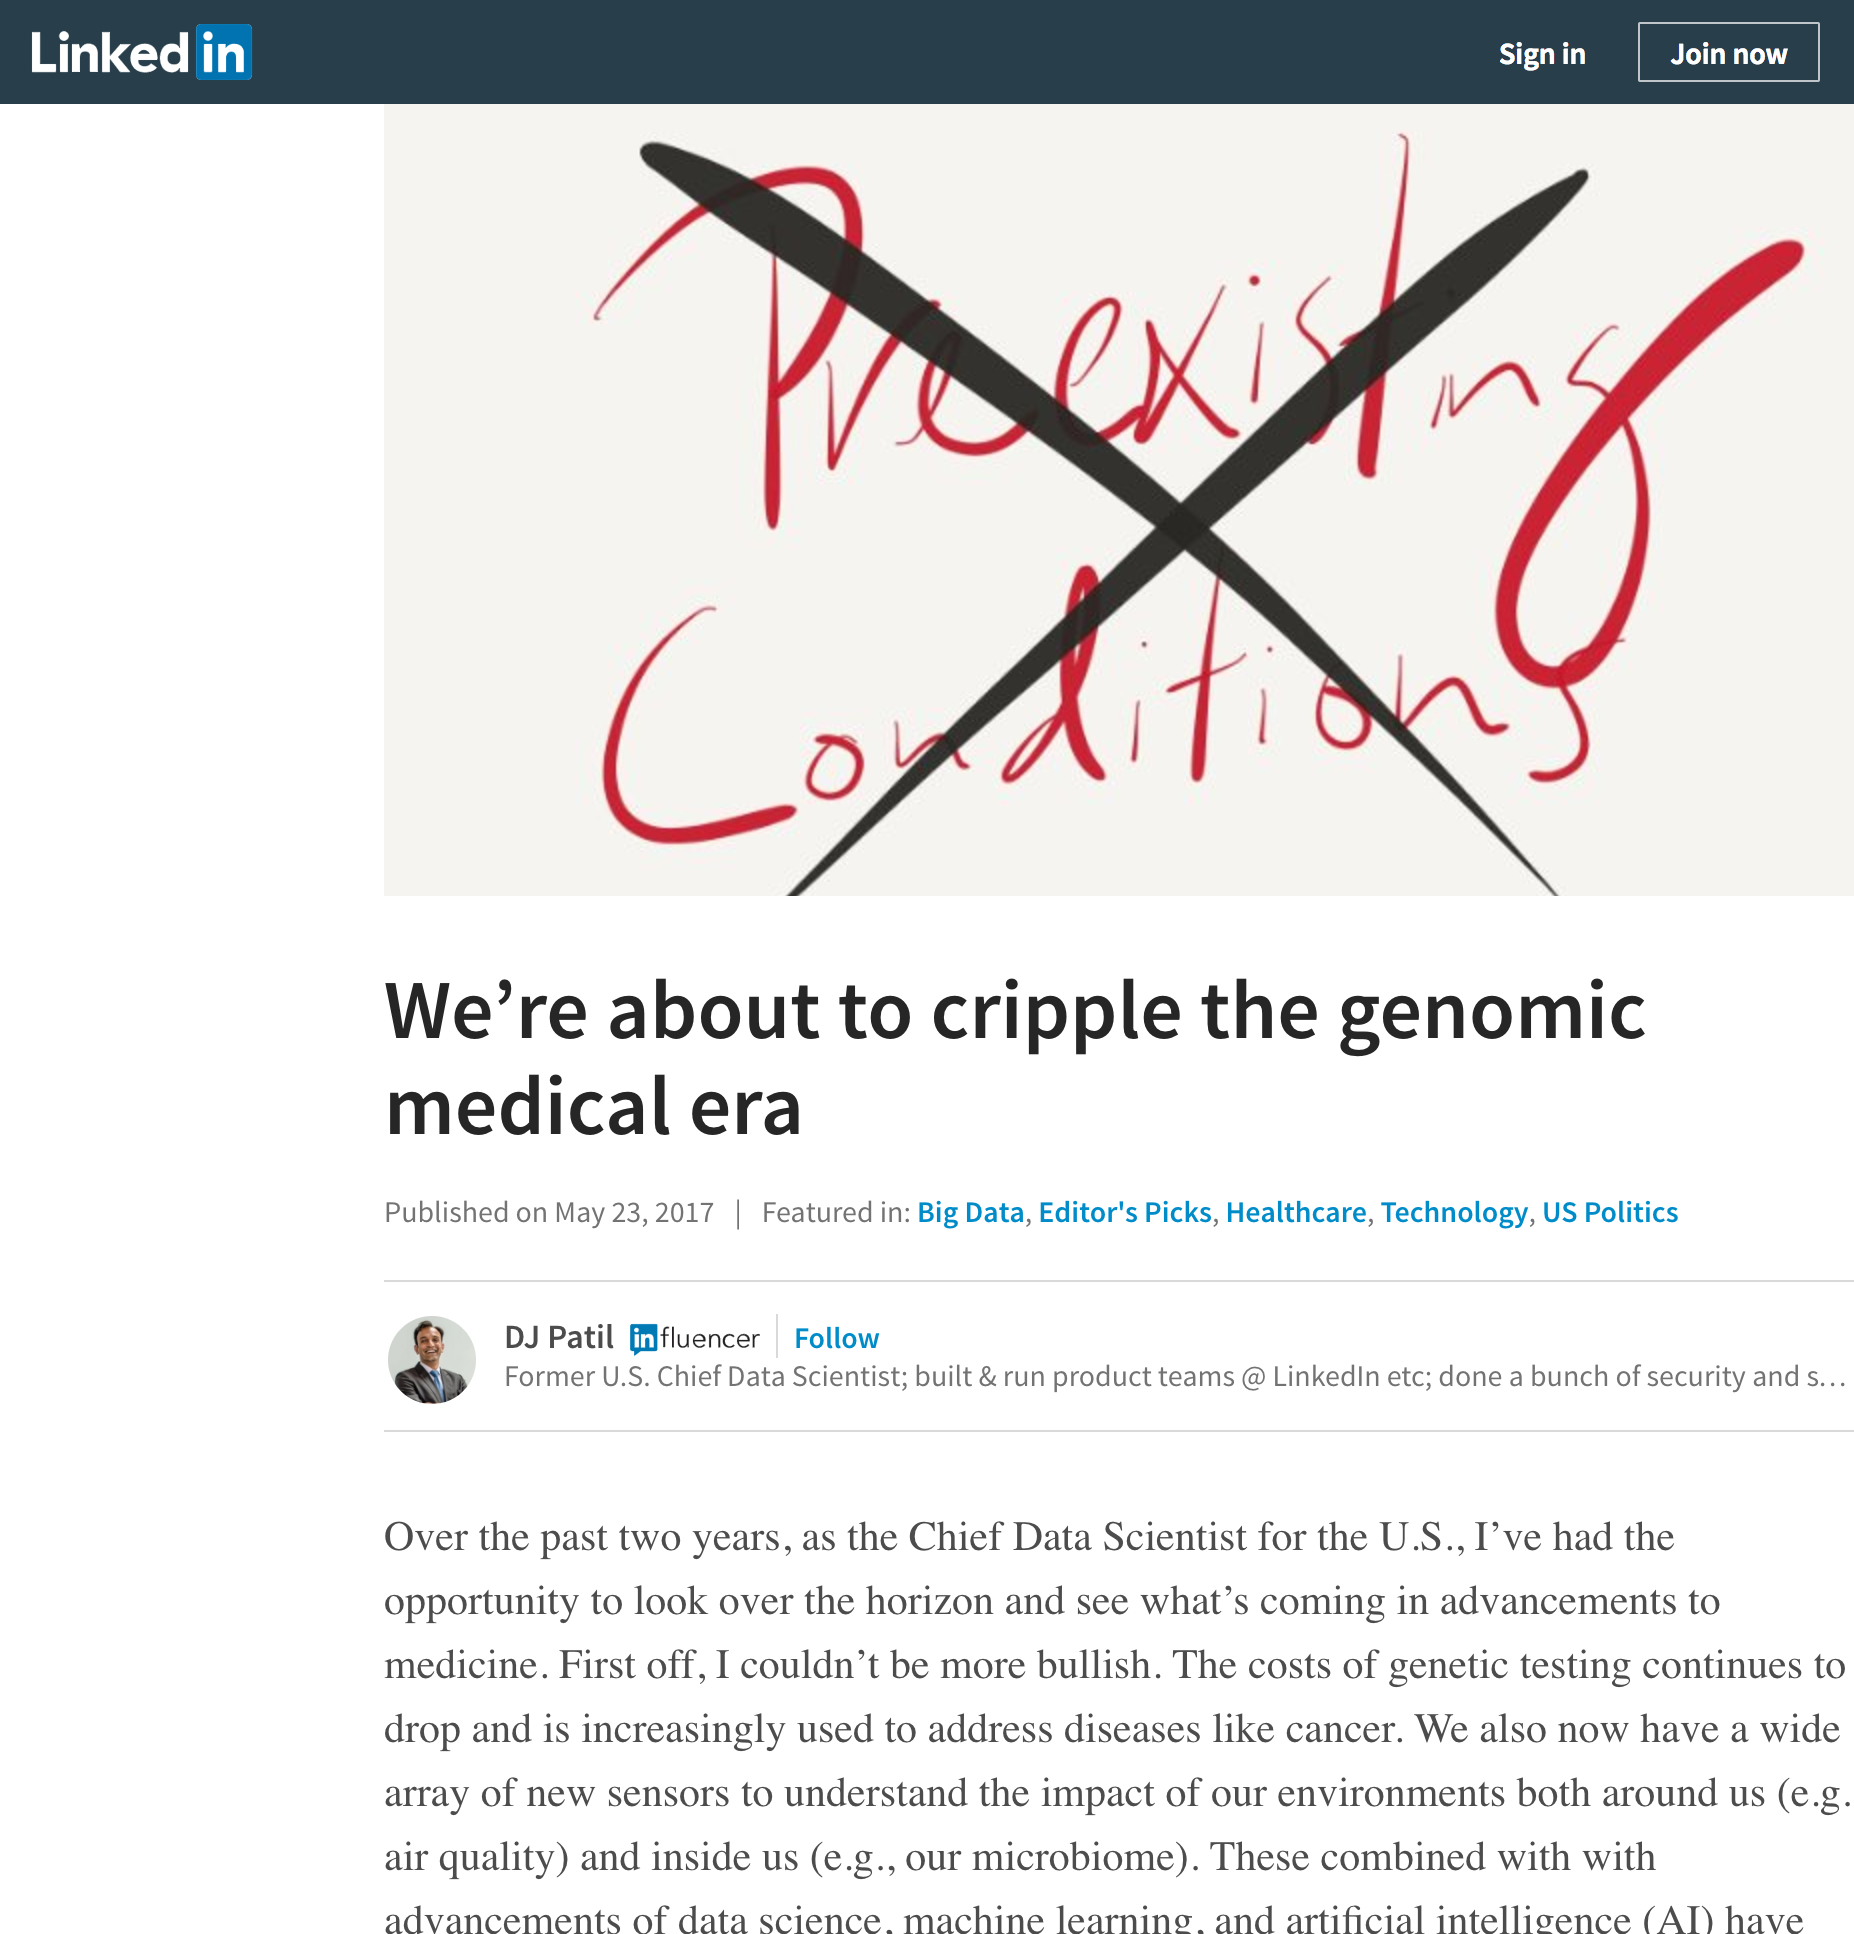 Linked in
Sign in
Join now
Preexisting
Conditions
We’re about to cripple the genomic
medical era
Published on May 23, 2017 | Featured in: Big Data, Editor's Picks, Healthcare, Technology, US Politics
DJ Patil influencer Follow
Former U.S. Chief Data Scientist; built & run product teams @ LinkedIn etc; done a bunch of security and s...
Over the past two years, as the Chief Data Scientist for the U.S., I’ve had the
opportunity to look over the horizon and see what’s coming in advancements to
medicine. First off, I couldn’t be more bullish. The costs of genetic testing continues to
drop and is increasingly used to address diseases like cancer. We also now have a wide
array of new sensors to understand the impact of our environments both around us (e.g.
air quality) and inside us (e.g., our microbiome). These combined with with
advancements of data science, machine learning, and artificial intelligence (AI) have